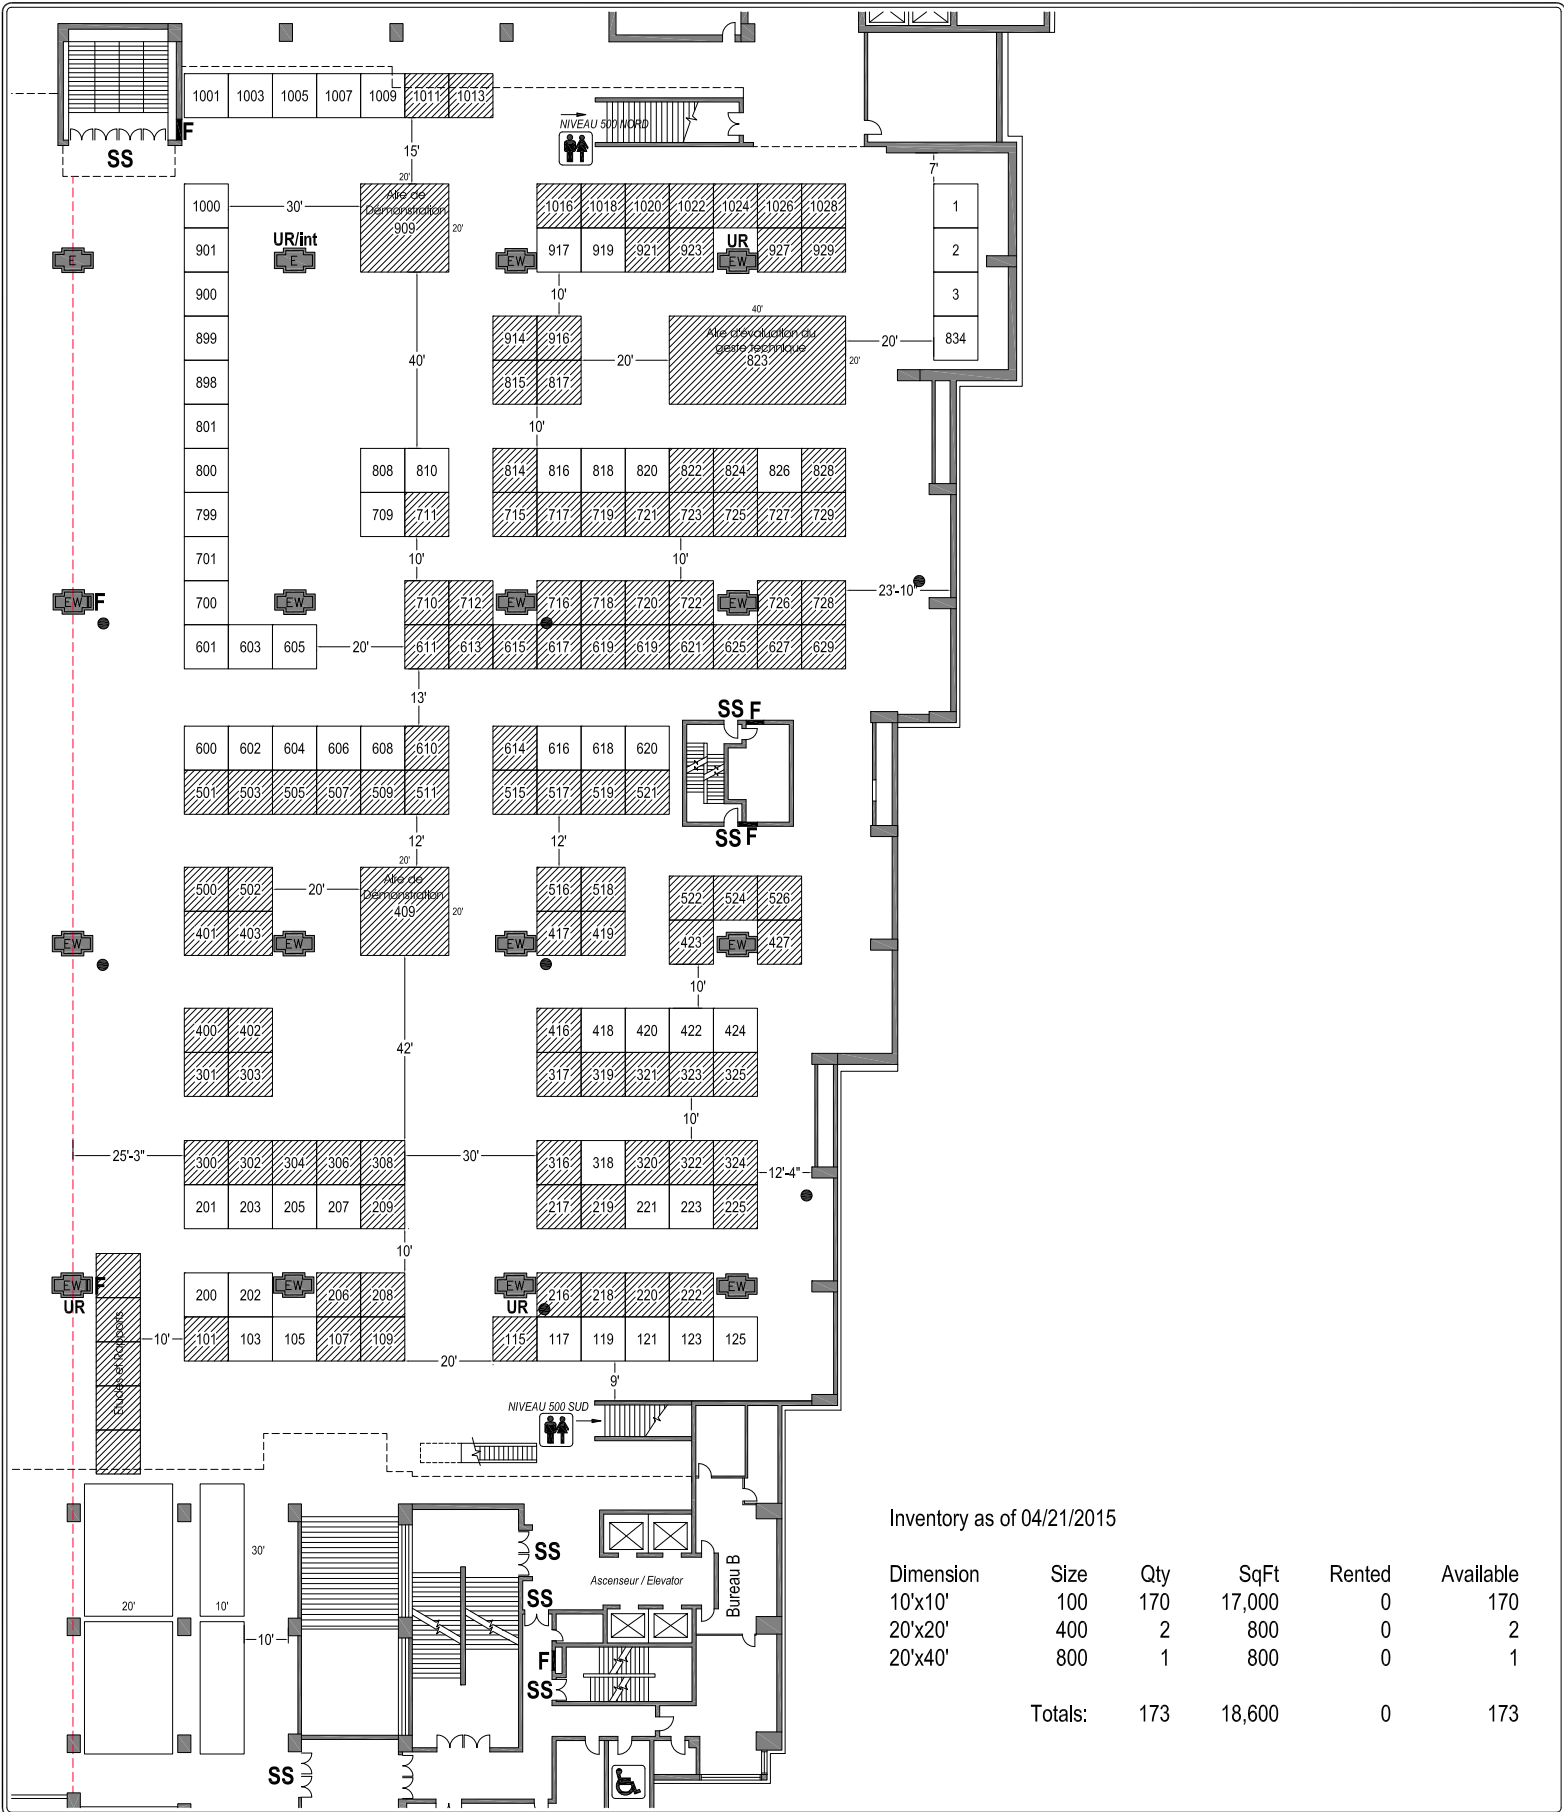 1001 1003 1005 1007 1009 1011 1013
F
SS
NIVEAU 500 NORD
15'
7'
20'
1000 30' Aire de
Démonstration
909
20'
1016 1018 1020 1022 1024 1026 1028 1
901 UR/int
E E EW 917 919 921 923 UR
EW 927 929 2
900 10' 3
40'
899 914 916 Aire d'évaluation du
geste technique
823
20' 20' 20' 834
40'
898 815 817
801 10'
800 808 810 814 816 818 820 822 824 826 828
799 709 711 715 717 719 721 723 725 727 729
701 10' 10'
EW F 700 EW 710 712 EW 716 718 720 722 EW 726 728 23'-10"
601 603 605 20' 611 613 615 617 619 619 621 625 627 629
13'
SS F
600 602 604 606 608 610 614 616 618 620
501 503 505 507 509 511 515 517 519 521
12' 12' SS F
20'
500 502 20' Aire de
Démonstration
409
20'
516 518 522 524 526
EW 401 403 EW EW 417 419 423 EW 427
10'
400 402 42' 416 418 420 422 424
301 303 317 319 321 323 325
10'
25'-3" 300 302 304 306 308 30' 316 318 320 322 324 12'-4"
201 203 205 207 209 217 219 221 223 225
10'
EW F
UR
200 202 EW 206 208 EW
UR
216 218 220 222 EW
Études et Rapports
10' 101 103 105 107 109 20' 115 117 119 121 123 125
9'
NIVEAU 500 SUD
30'
20' 10'
10'
SS
Ascenseur / Elevator
SS
Bureau B
F
SS
SS
Inventory as of 04/21/2015
Dimension Size Qty SqFt Rented Available
10'x10' 100 170 17,000 0 170
20'x20' 400 2 800 0 2
20'x40' 800 1 800 0 1
Totals: 173 18,600 0 173